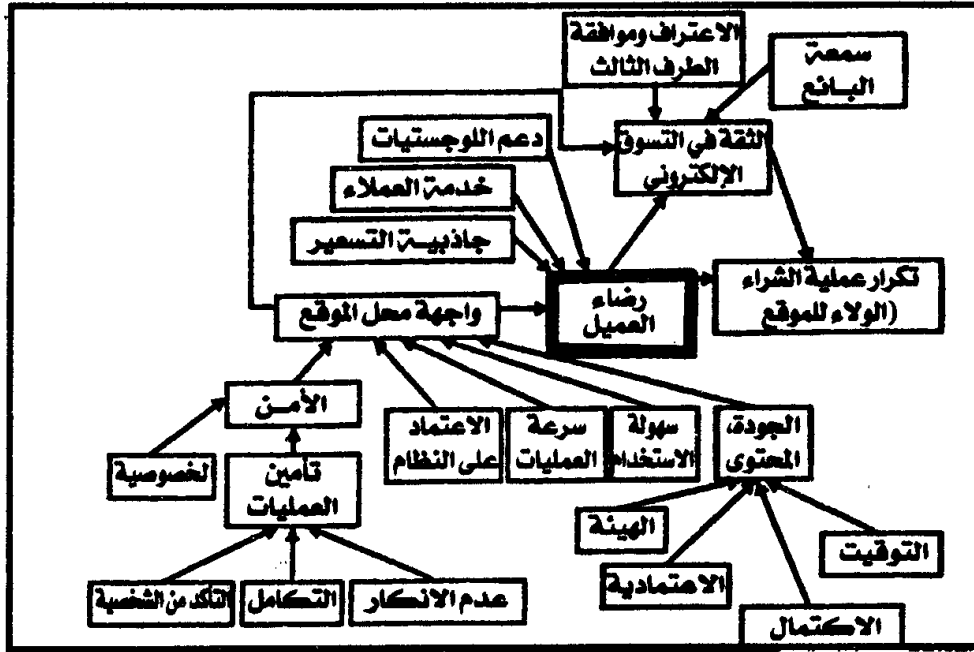 الاعتراف وموافقة
الطرف الثالث
سمعة
البائع
الثقة في التسوق
الإلكتروني
دعم اللوجستيات
خدمة العملاء
جاذبية التسعير
تكرار عملية الشراء
(الولاء للموقع
رضاء
العميل
واجهة محل الموقع
الأمن
الخصوصية
تأمين
العمليات
الاعتماد
على النظام
سرعة
العمليات
سهولة
الاستخدام
الجودة،
المحتوى
الهيئة
التوقيت
الاعتمادية
الاكتمال
التأكد من الشخصية
التكامل
عدم الانكار